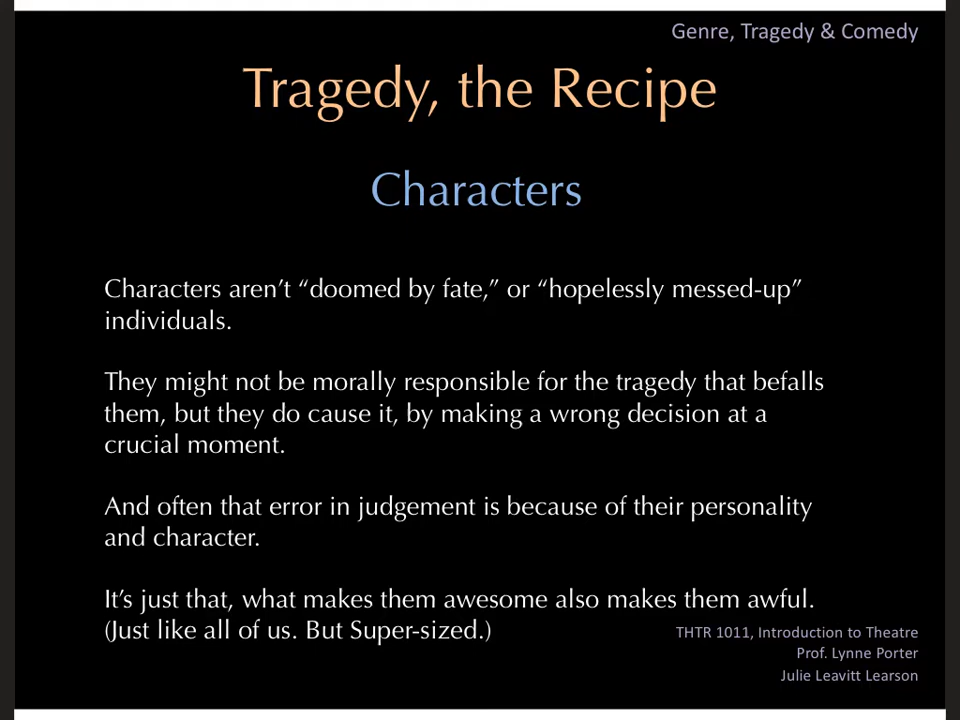 Genre, Tragedy & Comedy
Tragedy, the Recipe
Characters
Characters aren’t “doomed by fate,” or “hopelessly messed-up”
individuals.
They might not be morally responsible for the tragedy that befalls
them, but they do cause it, by making a wrong decision at a
crucial moment.
And often that error in judgement is because of their personality
and character.
It’s just that, what makes them awesome also makes them awful.
(Just like all of us. But Super-sized.)
THTR 1011, Introduction to Theatre
Prof. Lynne Porter
Julie Leavitt Learson